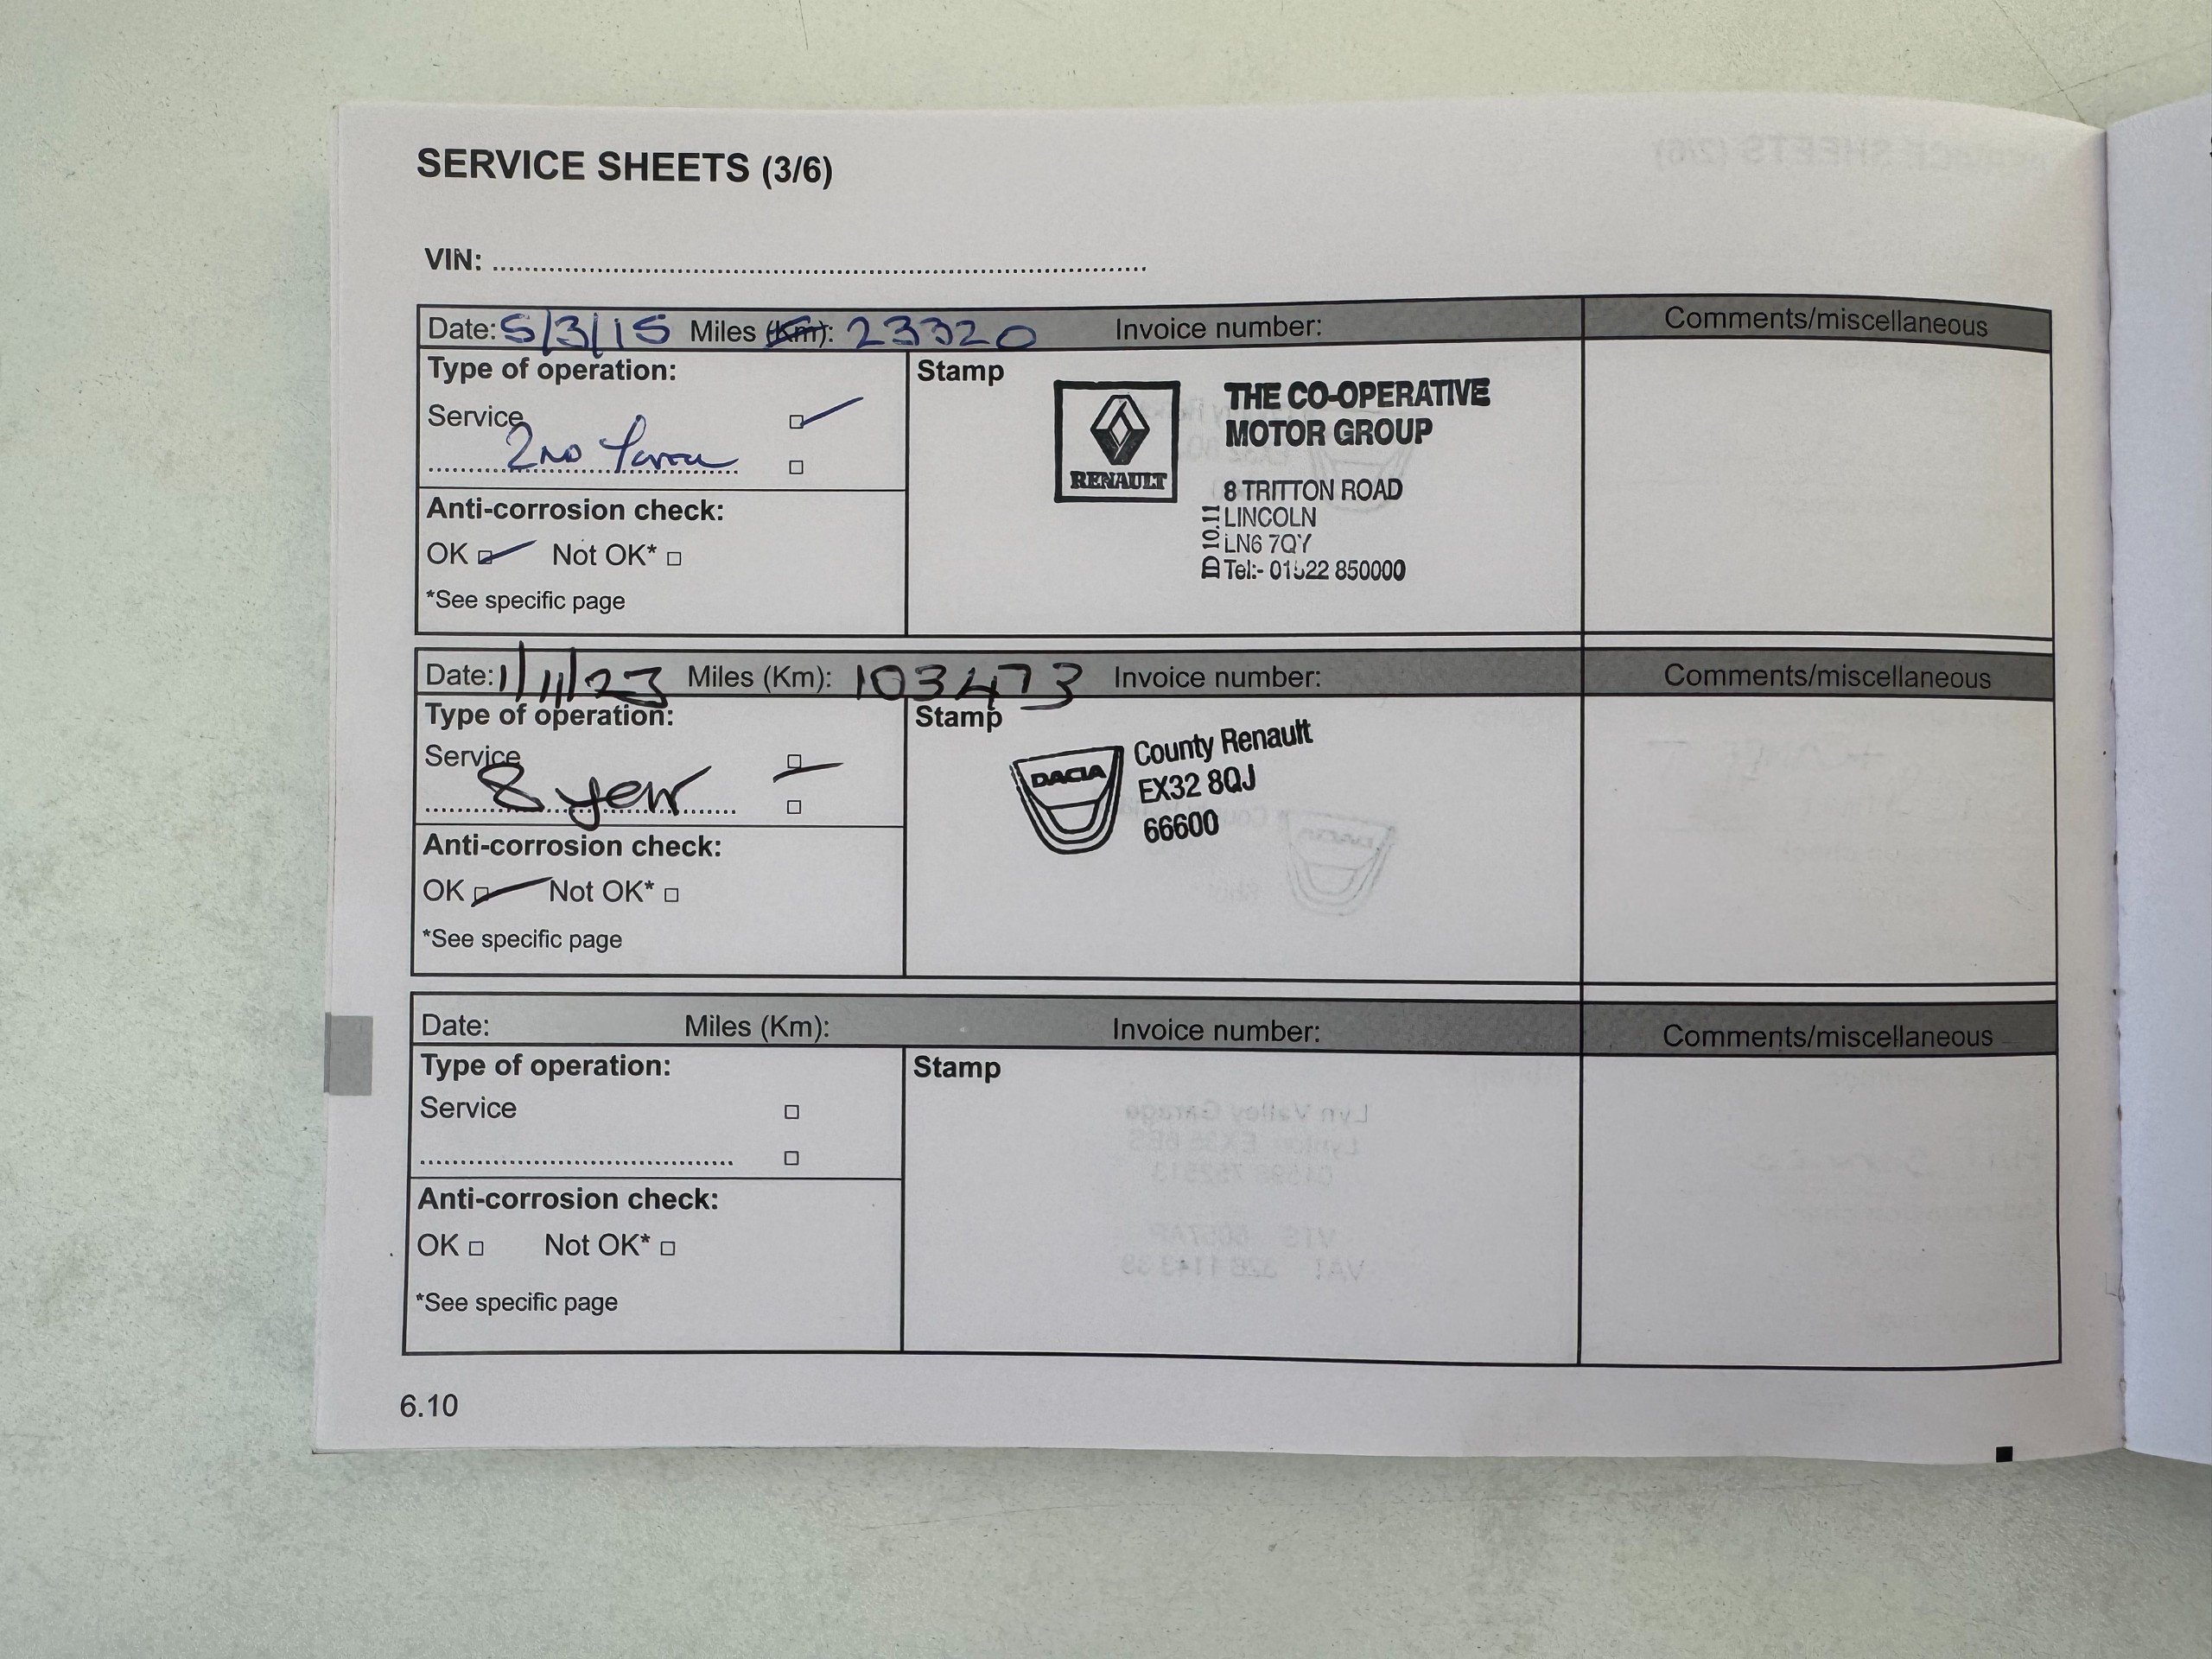 SERVICE SHEETS (3/6)
VIN:
Date: 5/3/15 Miles (Km): 23320 Invoice number:
Comments/miscellaneous
Type of operation:
Service
2ND
Anti-corrosion check:
OK Not OK*
*See specific page
Stamp
RENAULT
THE CO-OPERATIVE
MOTOR GROUP
8 TRITTON ROAD
LINCOLN
LN6 7QY
Tel:- 01522 850000
D 10.11
Date: 1/11/23 Miles (Km): 103473 Invoice number:
Comments/miscellaneous
Type of operation:
Service
8 year
Anti-corrosion check:
OK Not OK*
*See specific page
Stamp
DACIA
County Renault
EX32 8QJ
66600
Date: Miles (Km): Invoice number:
Comments/miscellaneous
Type of operation:
Service
Anti-corrosion check:
OK Not OK*
*See specific page
Stamp
6.10